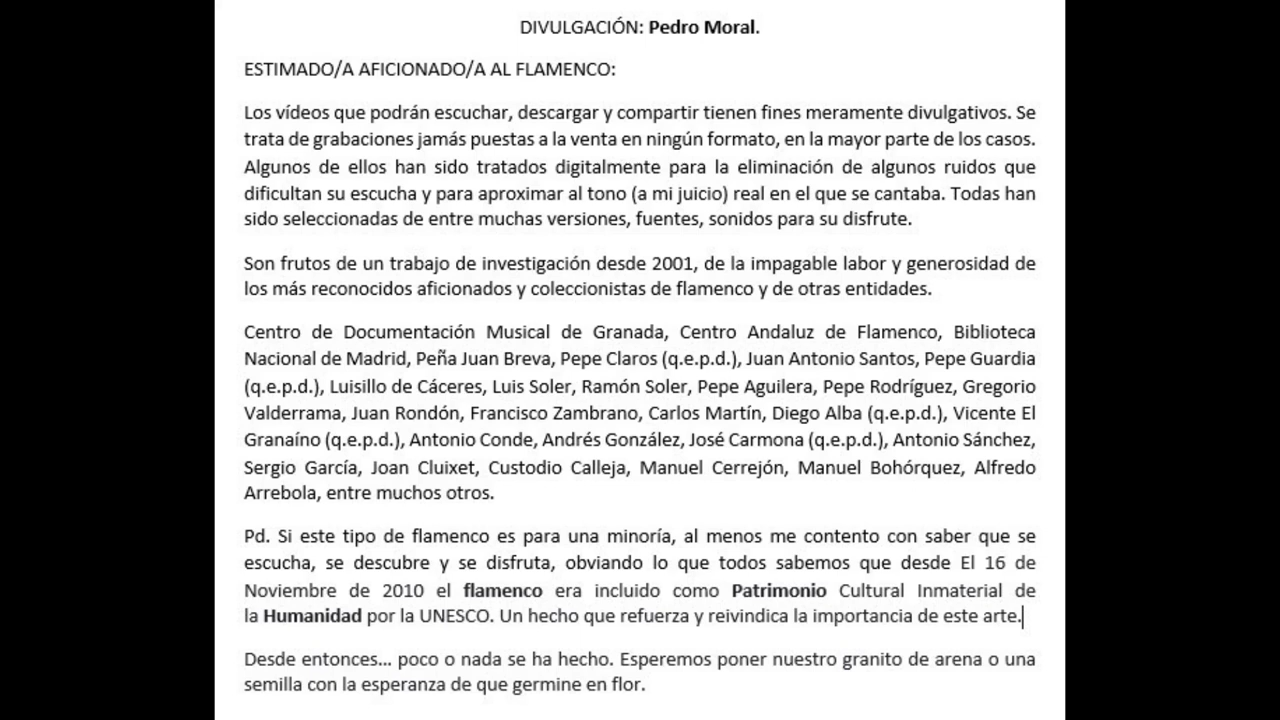 DIVULGACIÓN: Pedro Moral.
ESTIMADO/A AFICIONADO/A AL FLAMENCO:
Los vídeos que podrán escuchar, descargar y compartir tienen fines meramente divulgativos. Se
trata de grabaciones jamás puestas a la venta en ningún formato, en la mayor parte de los casos.
Algunos de ellos han sido tratados digitalmente para la eliminación de algunos ruidos que
dificultan su escucha y para aproximar al tono (a mi juicio) real en el que se cantaba. Todas han
sido seleccionadas de entre muchas versiones, fuentes, sonidos para su disfrute.
Son frutos de un trabajo de investigación desde 2001, de la impagable labor y generosidad de
los más reconocidos aficionados y coleccionistas de flamenco y de otras entidades.
Centro de Documentación Musical de Granada, Centro Andaluz de Flamenco, Biblioteca
Nacional de Madrid, Peña Juan Breva, Pepe Claros (q.e.p.d.), Juan Antonio Santos, Pepe Guardia
(q.e.p.d.), Luisillo de Cáceres, Luis Soler, Ramón Soler, Pepe Aguilera, Pepe Rodríguez, Gregorio
Valderrama, Juan Rondón, Francisco Zambrano, Carlos Martín, Diego Alba (q.e.p.d.), Vicente El
Granaíno (q.e.p.d.), Antonio Conde, Andrés González, José Carmona (q.e.p.d.), Antonio Sánchez,
Sergio García, Joan Cluixet, Custodio Calleja, Manuel Cerrejón, Manuel Bohórquez, Alfredo
Arrebola, entre muchos otros.
Pd. Si este tipo de flamenco es para una minoría, al menos me contento con saber que se
escucha, se descubre y se disfruta, obviando lo que todos sabemos que desde El 16 de
Noviembre de 2010 el flamenco era incluido como Patrimonio Cultural Inmaterial de
la Humanidad por la UNESCO. Un hecho que refuerza y reivindica la importancia de este arte.
Desde entonces... poco o nada se ha hecho. Esperemos poner nuestro granito de arena o una
semilla con la esperanza de que germine en flor.